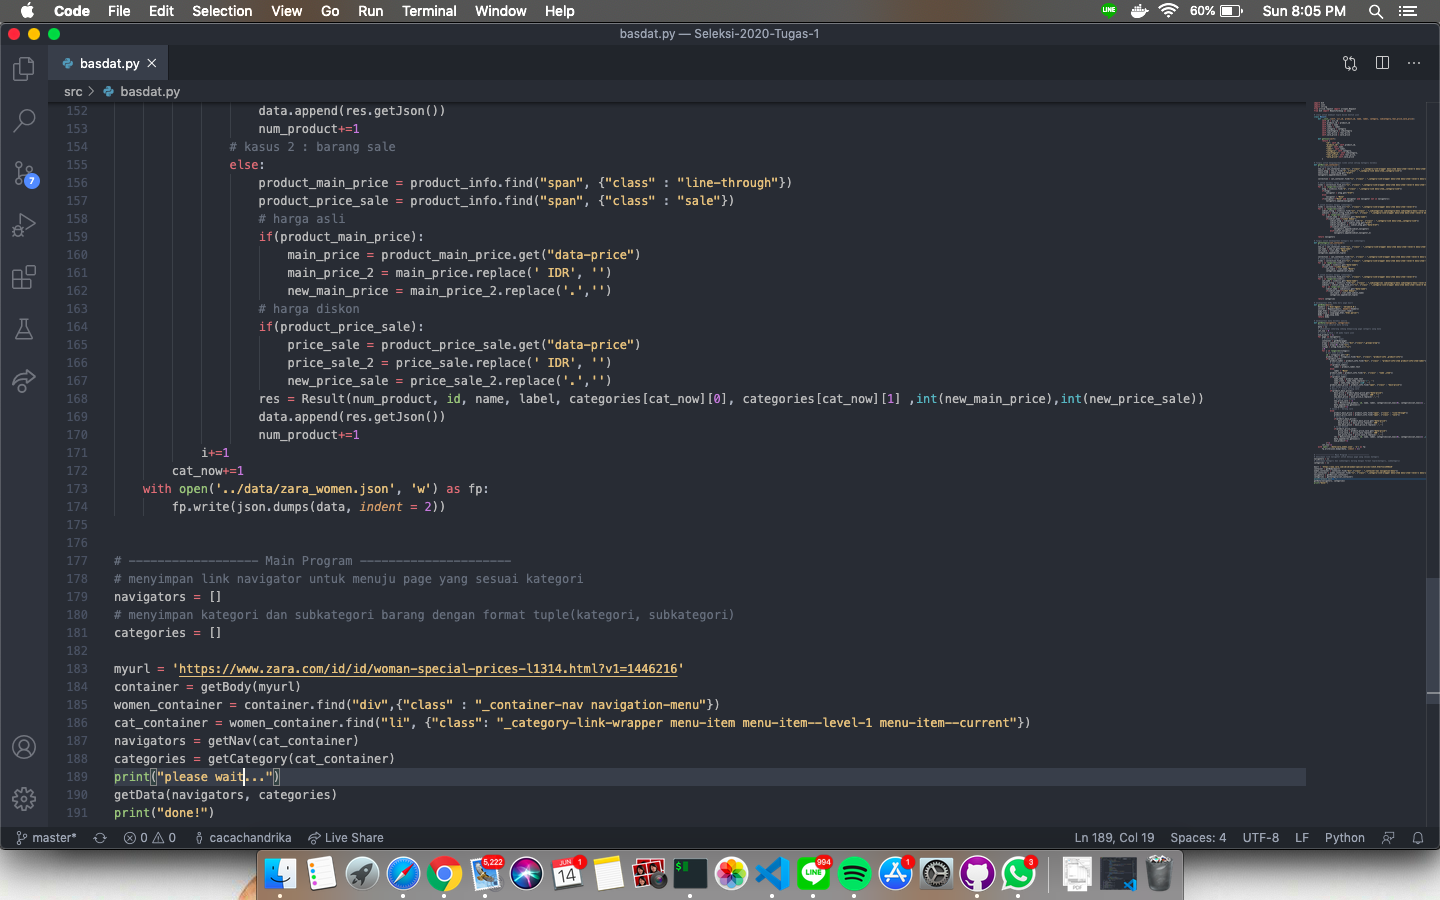 Code File Edit Selection View Go Run Terminal Window Help LINE 60% Sun 8:05 PM
basdat.py — Seleksi-2020-Tugas-1
basdat.py
src > basdat.py
152 data.append(res.getJson())
153 num_product+=1
154 # kasus 2 : barang sale
155 else:
156 product_main_price = product_info.find("span", {"class" : "line-through"})
157 product_price_sale = product_info.find("span", {"class" : "sale"})
158 # harga asli
159 if(product_main_price):
160 main_price = product_main_price.get("data-price")
161 main_price_2 = main_price.replace(' IDR', '')
162 new_main_price = main_price_2.replace('.','')
163 # harga diskon
164 if(product_price_sale):
165 price_sale = product_price_sale.get("data-price")
166 price_sale_2 = price_sale.replace(' IDR', '')
167 new_price_sale = price_sale_2.replace('.','')
168 res = Result(num_product, id, name, label, categories[cat_now][0], categories[cat_now][1] ,int(new_main_price),int(new_price_sale))
169 data.append(res.getJson())
170 num_product+=1
171 i+=1
172 cat_now+=1
173 with open('../data/zara_women.json', 'w') as fp:
174 fp.write(json.dumps(data, indent = 2))
175
176
177 # ------------------ Main Program ---------------------
178 # menyimpan link navigator untuk menuju page yang sesuai kategori
179 navigators = []
180 # menyimpan kategori dan subkategori barang dengan format tuple(kategori, subkategori)
181 categories = []
182
183 myurl = 'https://www.zara.com/id/id/woman-special-prices-l1314.html?v1=1446216'
184 container = getBody(myurl)
185 women_container = container.find("div",{"class" : "_container-nav navigation-menu"})
186 cat_container = women_container.find("li", {"class": "_category-link-wrapper menu-item menu-item--level-1 menu-item--current"})
187 navigators = getNav(cat_container)
188 categories = getCategory(cat_container)
189 print("please wait...")
190 getData(navigators, categories)
191 print("done!")
7
master* 0 0 cacachandrika Live Share Ln 189, Col 19 Spaces: 4 UTF-8 LF Python
5,222 JUN 14 1 $ LINE 994 1 3 PDF